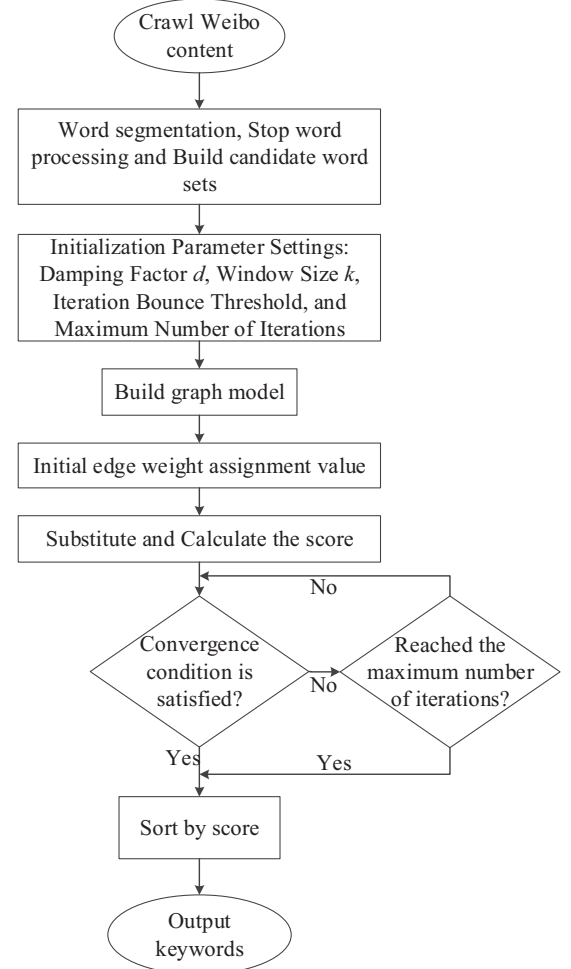 Crawl Weibo
content
Word segmentation, Stop word
processing and Build candidate word
sets
Initialization Parameter Settings:
Damping Factor d, Window Size k,
Iteration Bounce Threshold, and
Maximum Number of Iterations
Build graph model
Initial edge weight assignment value
Substitute and Calculate the score
No
Convergence
condition is
satisfied?
No
Reached the
maximum number
of iterations?
Yes
Yes
Sort by score
Output
keywords